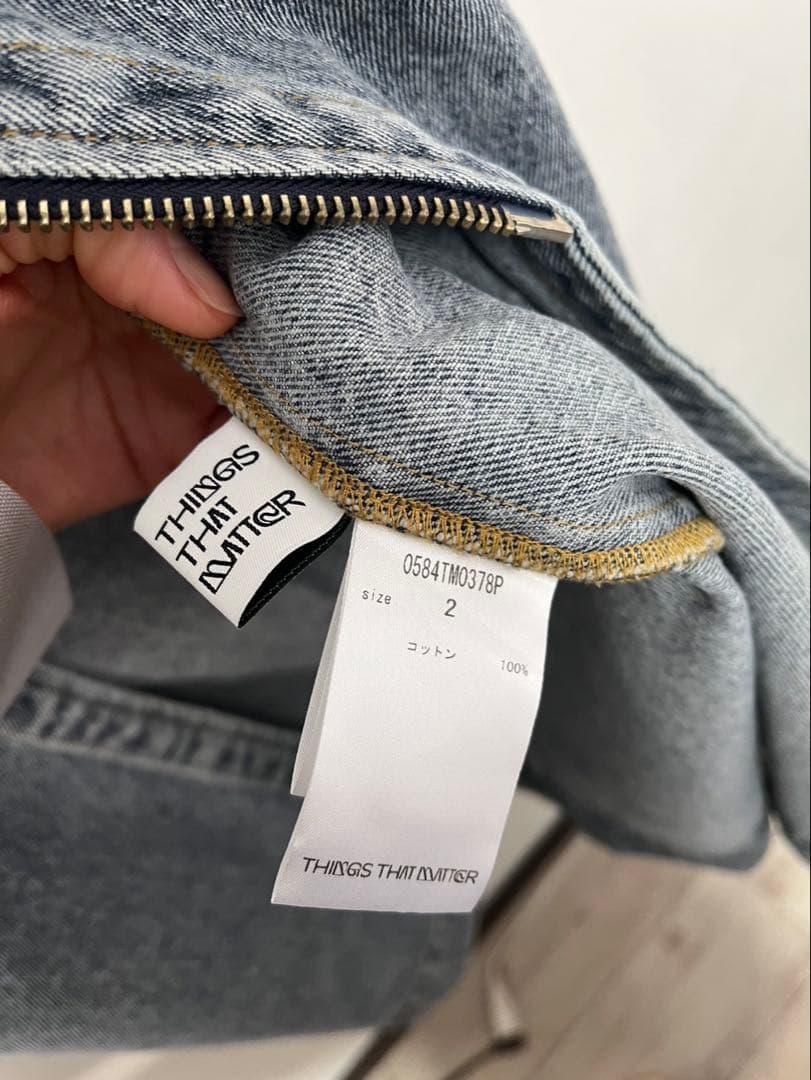 THINGS
THAT
MATTER
0584TM0378P
size 2
コットン 100%
THINGS THAT MATTER